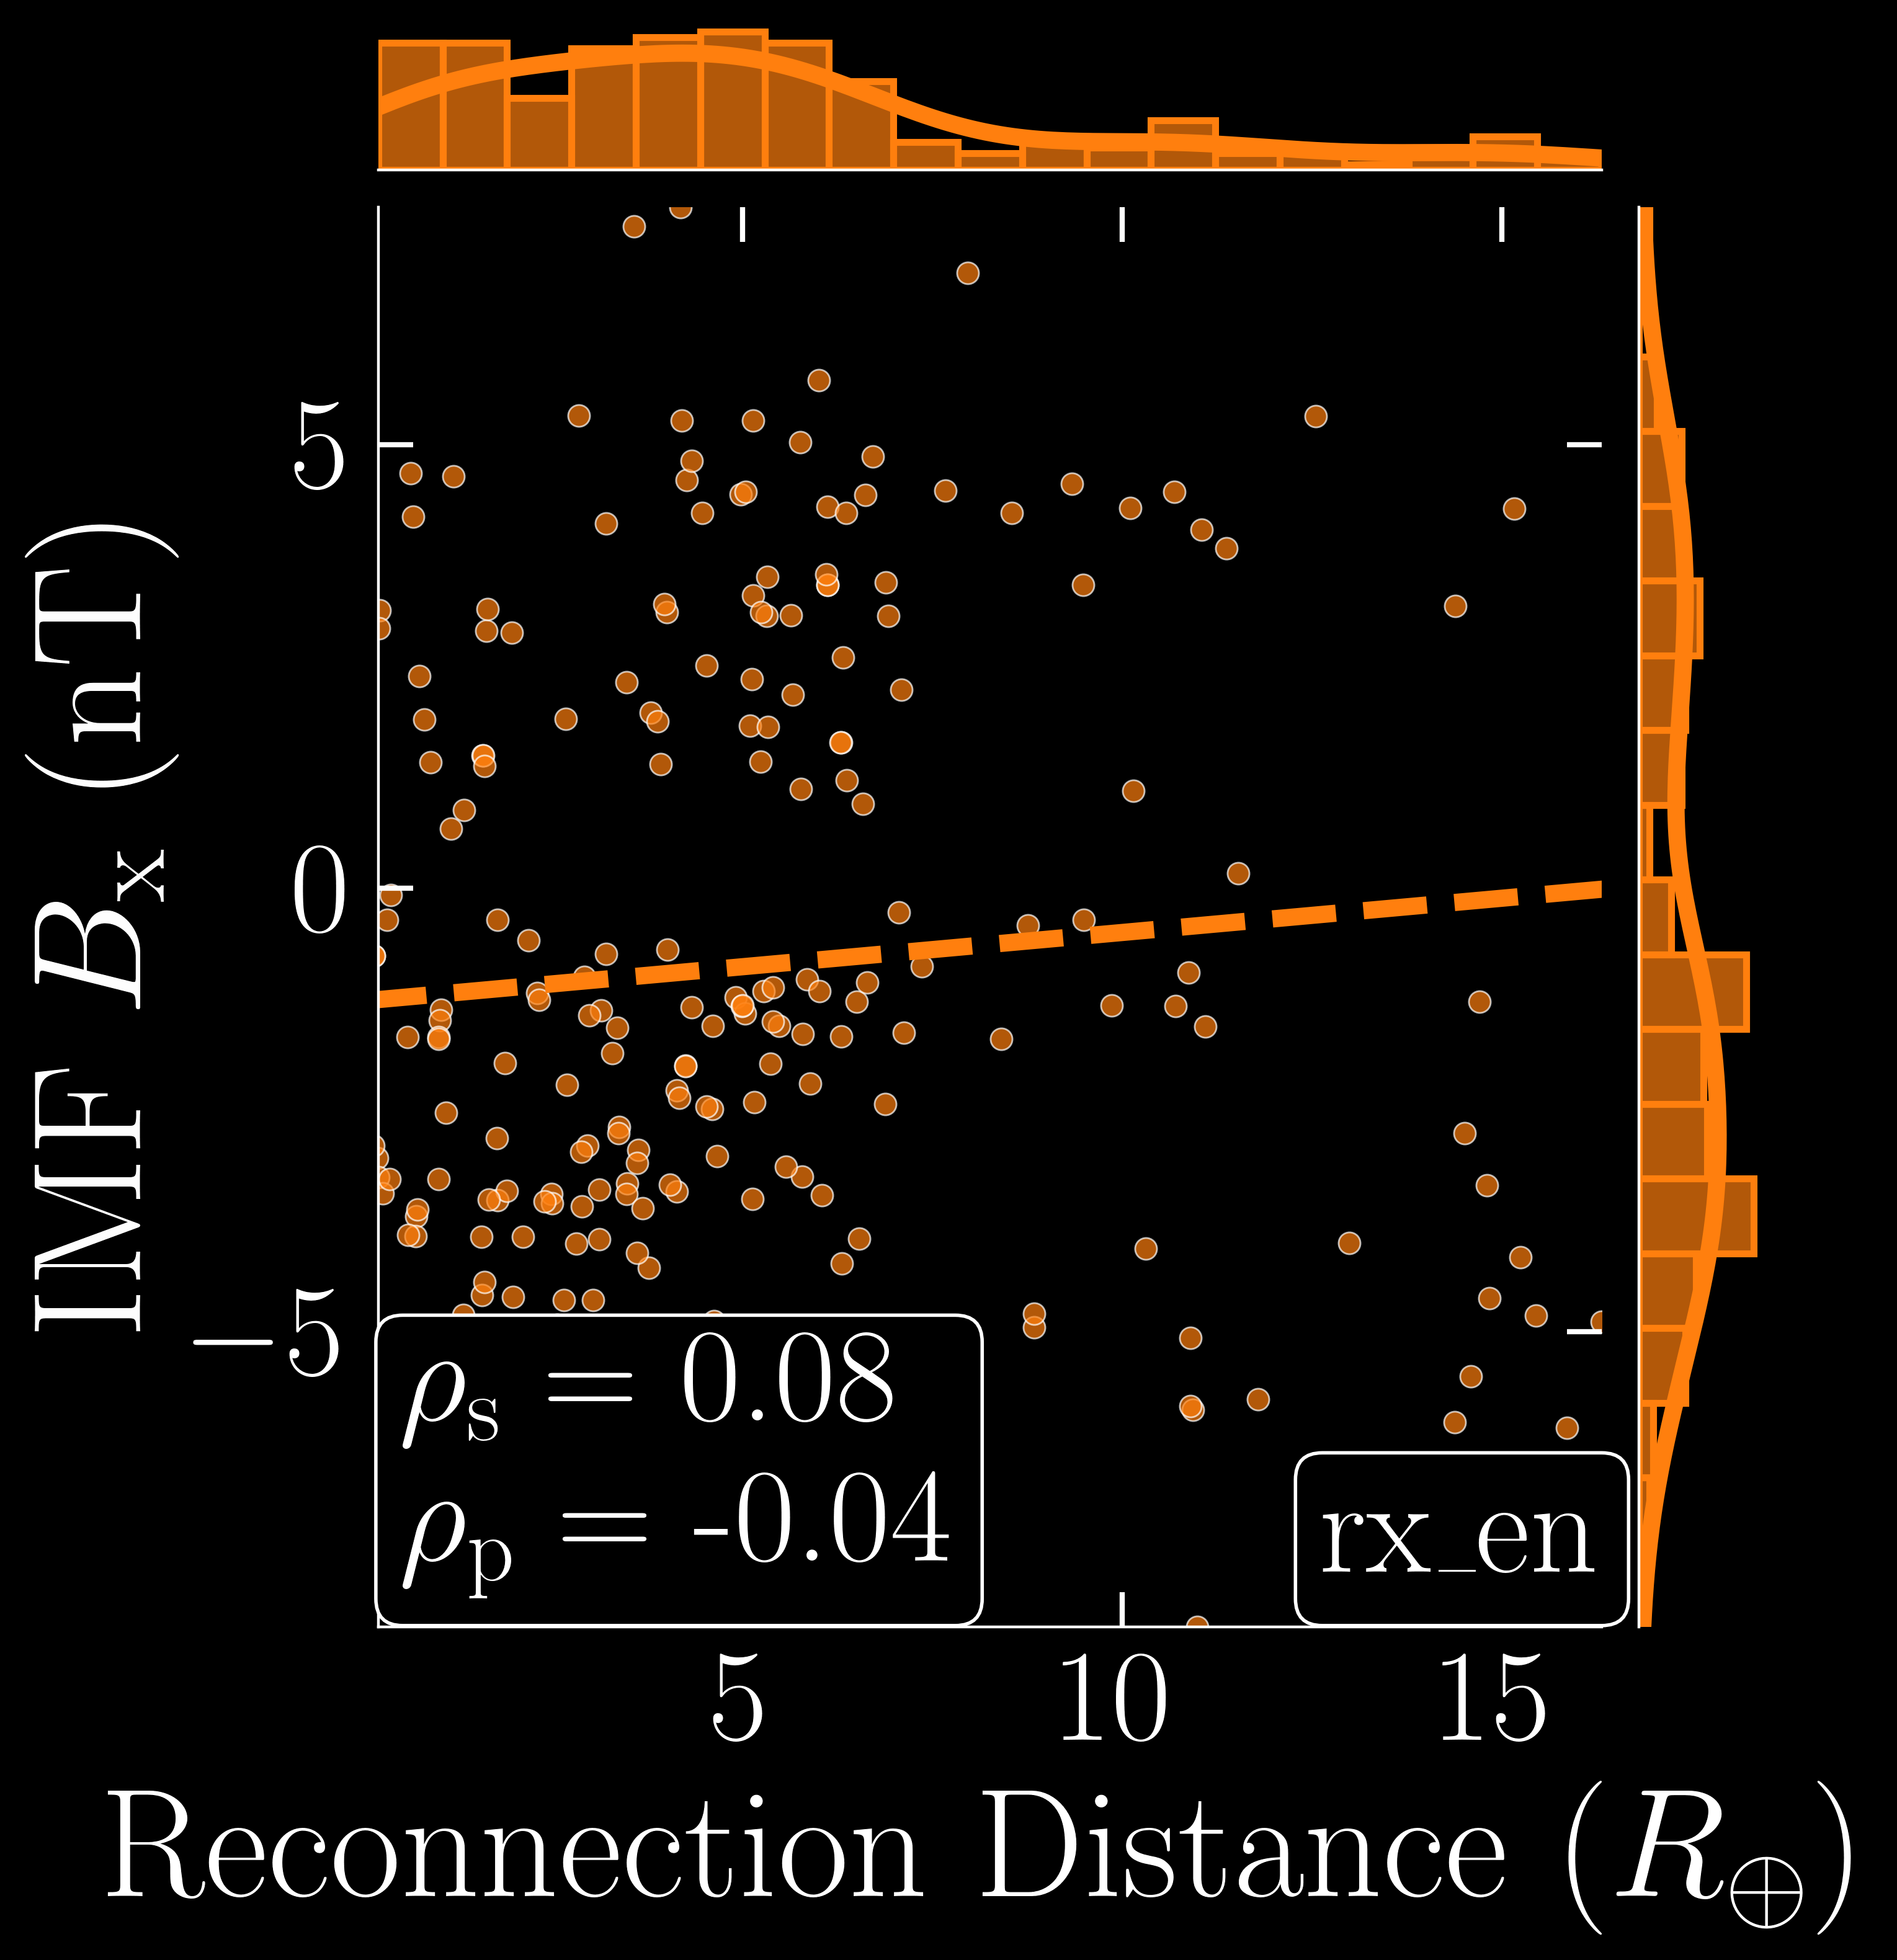 IMF Bx (nT)
5
0
−5
ρs = 0.08
ρp = -0.04
rx_en
5 10 15
Reconnection Distance (R⊕)